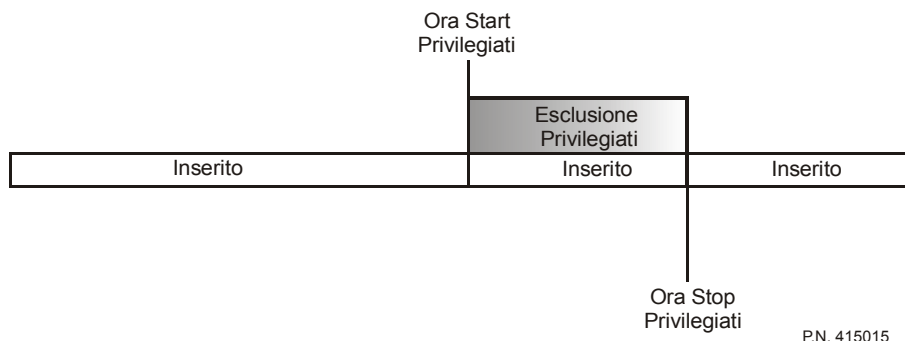 Ora Start
Privilegiati
Esclusione
Privilegiati
Inserito
Inserito
Inserito
Ora Stop
Privilegiati
P.N. 415015